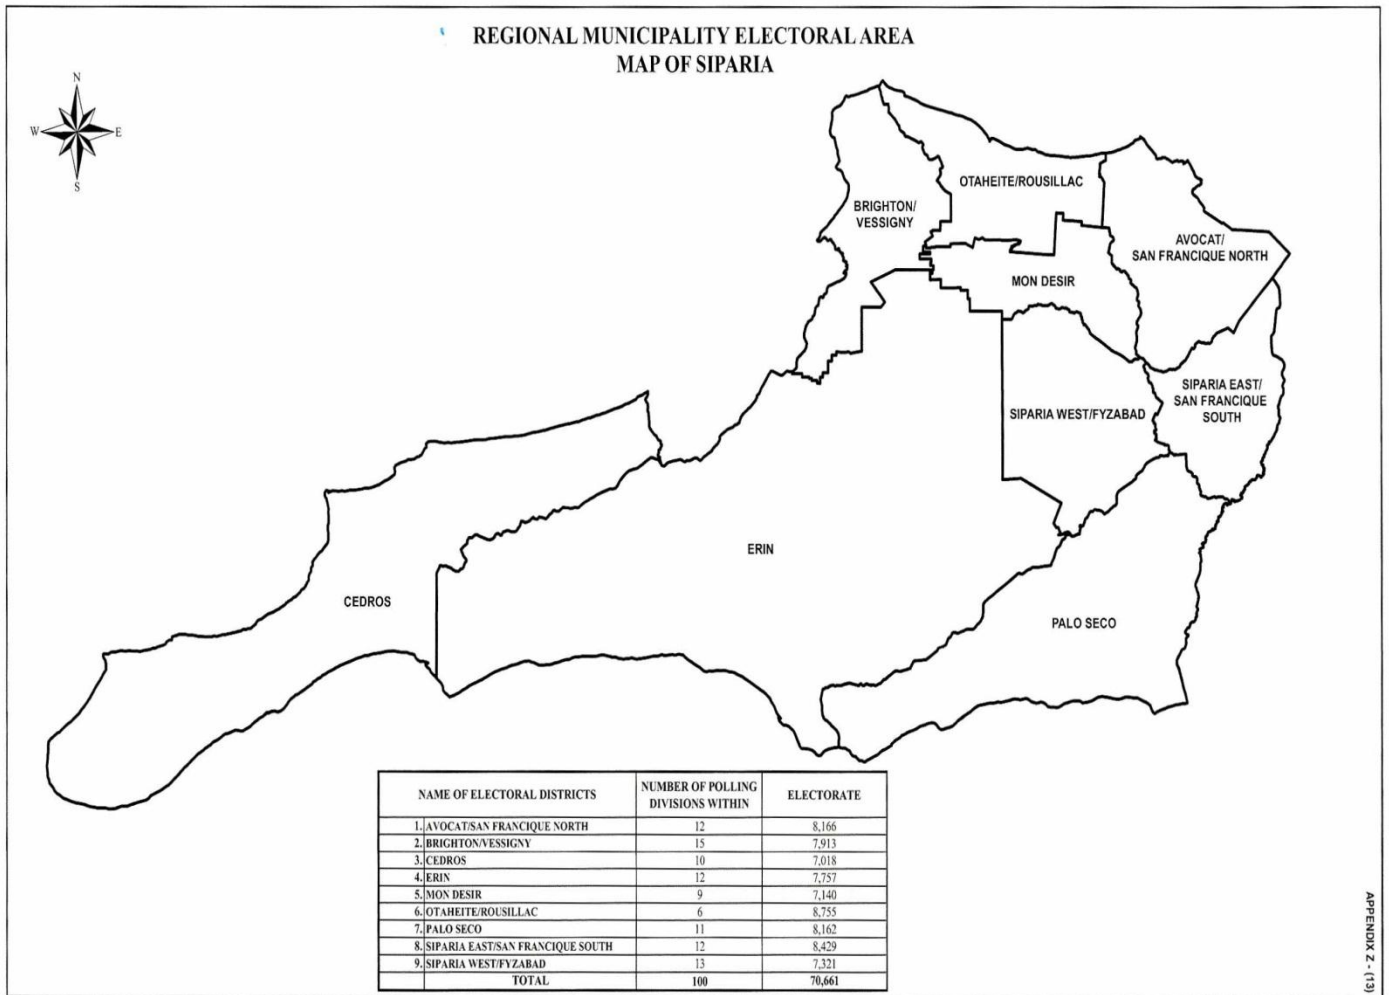 REGIONAL MUNICIPALITY ELECTORAL AREA
MAP OF SIPARIA
N
W
E
S
OTAHEITE/ROUSILLAC
BRIGHTON/
VESSIGNY
AVOCAT/
SAN FRANCIQUE NORTH
MON DESIR
SIPARIA EAST/
SAN FRANCIQUE
SOUTH
SIPARIA WEST/FYZABAD
ERIN
CEDROS
PALO SECO
NAME OF ELECTORAL DISTRICTS NUMBER OF POLLING DIVISIONS WITHIN ELECTORATE
1. AVOCAT/SAN FRANCIQUE NORTH 12 8,166
2. BRIGHTON/VESSIGNY 15 7,913
3. CEDROS 10 7,018
4. ERIN 12 7,757
5. MON DESIR 9 7,140
6. OTAHEITE/ROUSILLAC 6 8,755
7. PALO SECO 11 8,162
8. SIPARIA EAST/SAN FRANCIQUE SOUTH 12 8,429
9. SIPARIA WEST/FYZABAD 13 7,321
TOTAL 100 70,661
APPENDIX Z - (13)